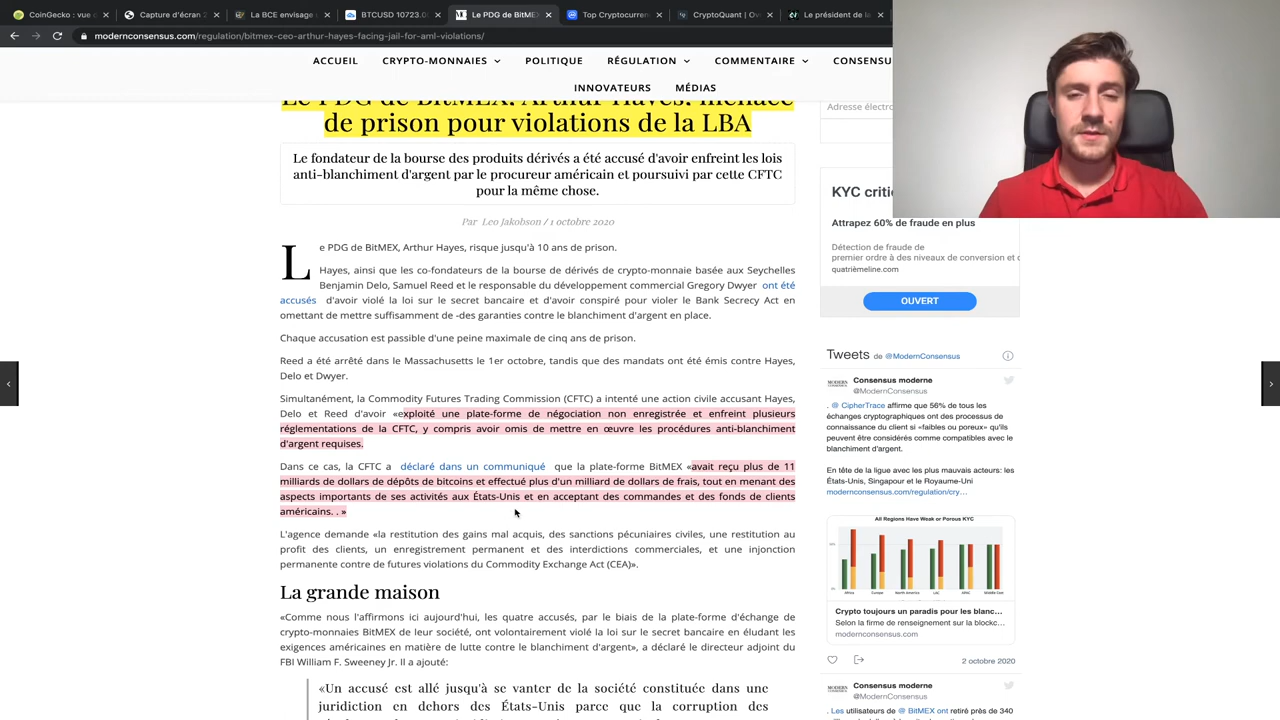 CoinGecko : vue d
Capture d'écran 2
La BCE envisage
BTCUSD 10723.0
Le PDG de BitMEX
Top Cryptocurren
CryptoQuant | Ov
Le président de la
modernconsensus.com/regulation/bitmex-ceo-arthur-hayes-facing-jail-for-aml-violations/
ACCUEIL CRYPTO-MONNAIES POLITIQUE RÉGULATION COMMENTAIRE CONSENSU
INNOVATEURS MÉDIAS
Le PDG de BitMEX, Arthur Hayes, menacé
de prison pour violations de la LBA
Le fondateur de la bourse des produits dérivés a été accusé d'avoir enfreint les lois
anti-blanchiment d'argent par le procureur américain et poursuivi par cette CFTC
pour la même chose.
Par Leo Jakobson / 1 octobre 2020
Le PDG de BitMEX, Arthur Hayes, risque jusqu'à 10 ans de prison.
Hayes, ainsi que les co-fondateurs de la bourse de dérivés de crypto-monnaie basée aux Seychelles
Benjamin Delo, Samuel Reed et le responsable du développement commercial Gregory Dwyer ont été
accusés d'avoir violé la loi sur le secret bancaire et d'avoir conspiré pour violer le Bank Secrecy Act en
omettant de mettre suffisamment de -des garanties contre le blanchiment d'argent en place.
Chaque accusation est passible d'une peine maximale de cinq ans de prison.
Reed a été arrêté dans le Massachusetts le 1er octobre, tandis que des mandats ont été émis contre Hayes,
Delo et Dwyer.
Simultanément, la Commodity Futures Trading Commission (CFTC) a intenté une action civile accusant Hayes,
Delo et Reed d'avoir «exploité une plate-forme de négociation non enregistrée et enfreint plusieurs
réglementations de la CFTC, y compris avoir omis de mettre en œuvre les procédures anti-blanchiment
d'argent requises.
Dans ce cas, la CFTC a déclaré dans un communiqué que la plate-forme BitMEX «avait reçu plus de 11
milliards de dollars de dépôts de bitcoins et effectué plus d'un milliard de dollars de frais, tout en menant des
aspects importants de ses activités aux États-Unis et en acceptant des commandes et des fonds de clients
américains. . »
L'agence demande «la restitution des gains mal acquis, des sanctions pécuniaires civiles, une restitution au
profit des clients, un enregistrement permanent et des interdictions commerciales, et une injonction
permanente contre de futures violations du Commodity Exchange Act (CEA)».
La grande maison
«Comme nous l'affirmons ici aujourd'hui, les quatre accusés, par le biais de la plate-forme d'échange de
crypto-monnaies BitMEX de leur société, ont volontairement violé la loi sur le secret bancaire en éludant les
exigences américaines en matière de lutte contre le blanchiment d'argent», a déclaré le directeur adjoint du
FBI William F. Sweeney Jr. Il a ajouté:
«Un accusé est allé jusqu'à se vanter de la société constituée dans une
juridiction en dehors des États-Unis parce que la corruption des
Adresse électro
KYC critiq
Attrapez 60% de fraude en plus
Détection de fraude de
premier ordre à des niveaux de conversion et c
quatrièmeline.com
OUVERT
Tweets de @ModernConsensus
Consensus moderne
@ModernConsensus
. @ CipherTrace affirme que 56% de tous les
échanges cryptographiques ont des processus de
connaissance du client si «faibles ou poreux» qu'ils
peuvent être considérés comme compatibles avec le
blanchiment d'argent.
En tête de la ligue avec les plus mauvais acteurs: les
États-Unis, Singapour et le Royaume-Uni
modernconsensus.com/regulation/cry…
All Regions Have Weak or Porous KYC
Africa Europe North America LAC APAC Middle East
Crypto toujours un paradis pour les blanc…
Selon la firme de renseignement sur la blockc…
modernconsensus.com
2 octobre 2020
Consensus moderne
@ModernConsensus
. Les utilisateurs de @ BitMEX ont retiré près de 340